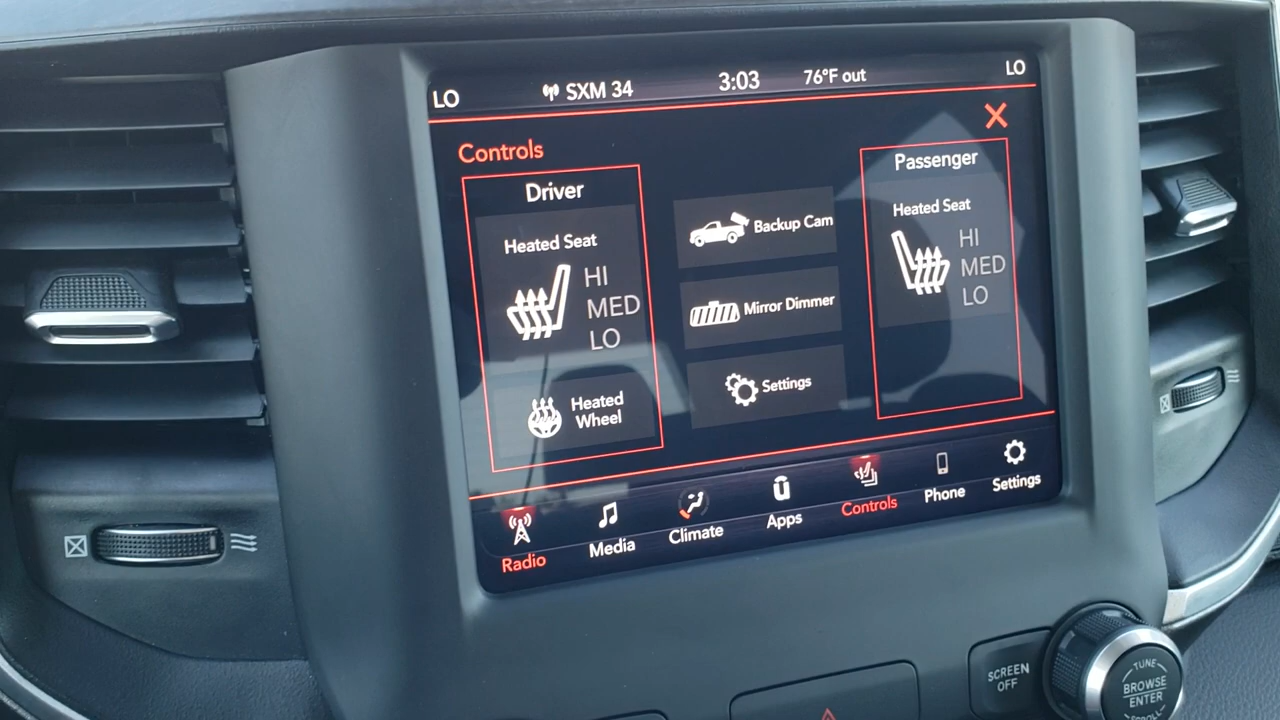 LO
SXM 34
3:03
76°F out
LO
Controls
Driver
Heated Seat
HI
MED
LO
Heated
Wheel
Backup Cam
Mirror Dimmer
Settings
Passenger
Heated Seat
HI
MED
LO
Radio
Media
Climate
Apps
Controls
Phone
Settings
SCREEN
OFF
TUNE
BROWSE
ENTER
SCROLL